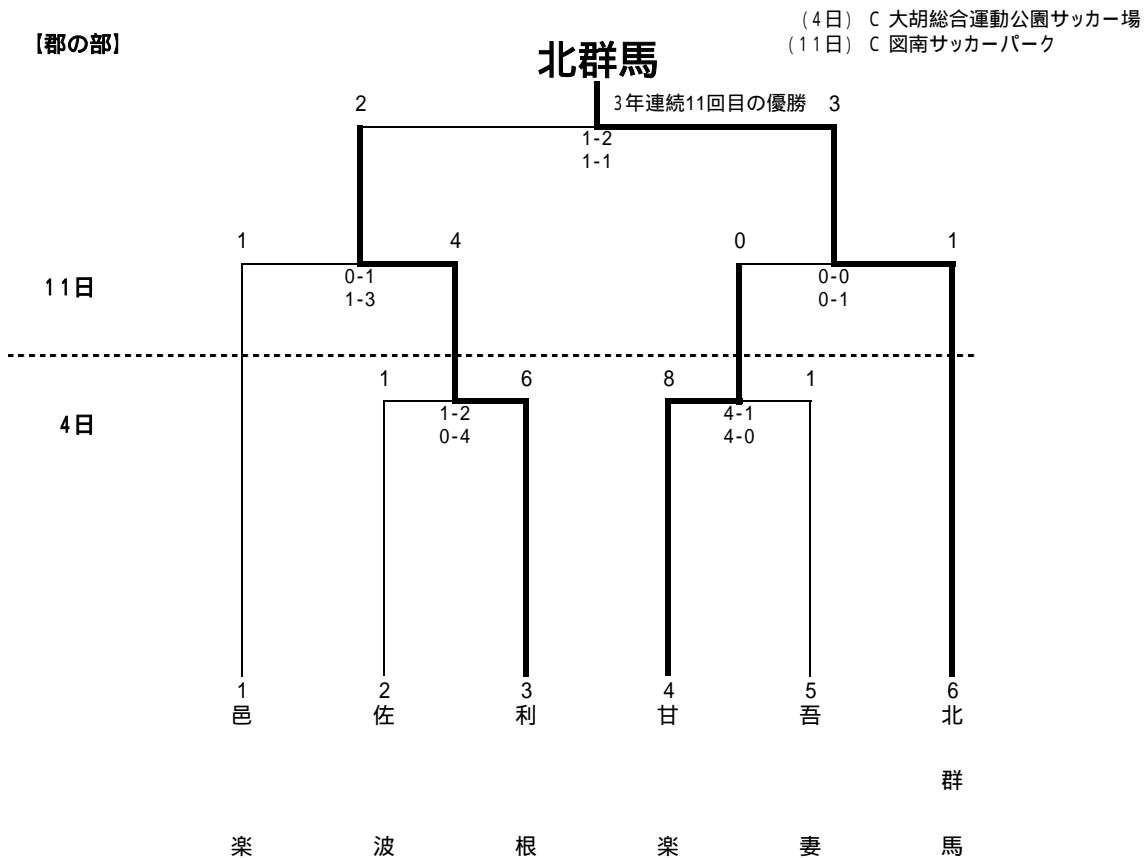 (4日) C 大胡総合運動公園サッカー場
【郡の部】
(11日) C 図南サッカーパーク
北群馬
2 3年連続11回目の優勝 3
1-2
1-1
1 4 0 1
11日
0-1 0-0
1-3 0-1
1 6 8 1
4日
1-2 4-1
0-4 4-0
1 2 3 4 5 6
邑楽
佐波
利根
甘楽
吾妻
北群馬